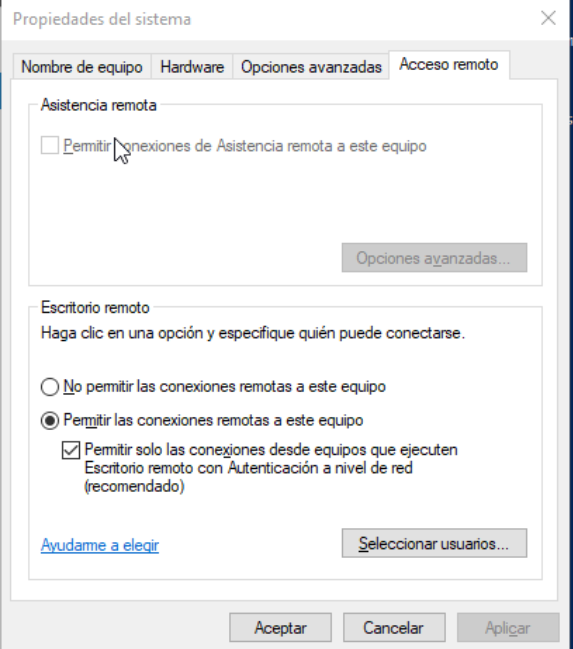 Propiedades del sistema
Nombre de equipo Hardware Opciones avanzadas Acceso remoto
Asistencia remota
Permitir conexiones de Asistencia remota a este equipo
Opciones avanzadas...
Escritorio remoto
Haga clic en una opción y especifique quién puede conectarse.
No permitir las conexiones remotas a este equipo
Permitir las conexiones remotas a este equipo
Permitir solo las conexiones desde equipos que ejecuten
Escritorio remoto con Autenticación a nivel de red
(recomendado)
Ayudarme a elegir
Seleccionar usuarios...
Aceptar Cancelar Aplicar